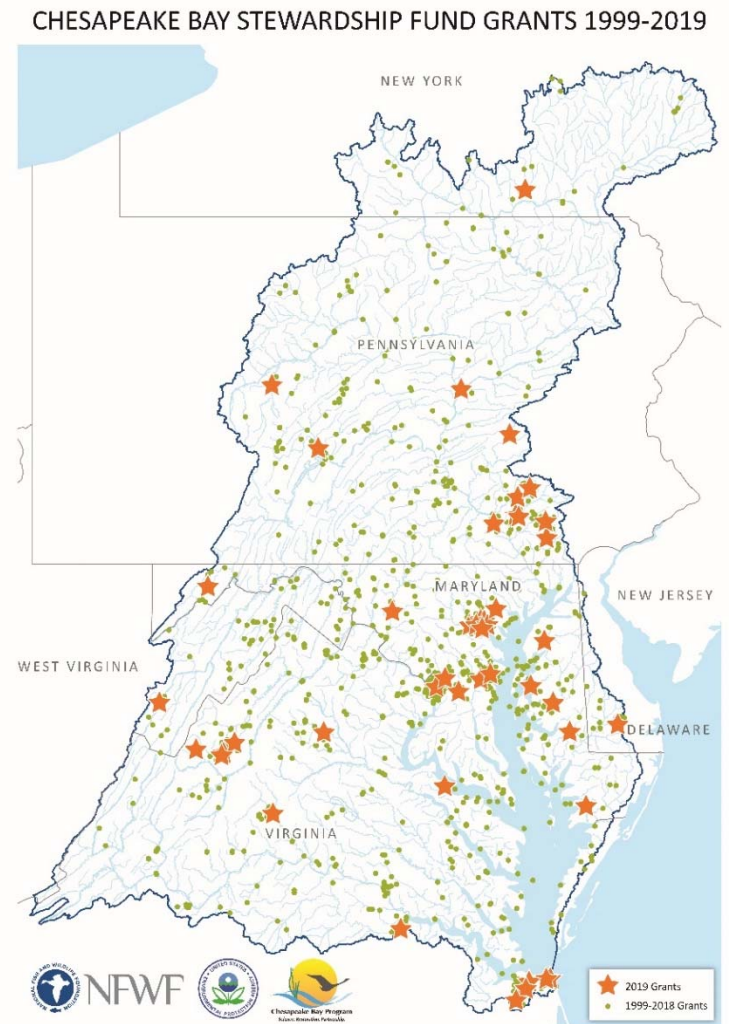 CHESAPEAKE BAY STEWARDSHIP FUND GRANTS 1999-2019
NEW YORK
PENNSYLVANIA
MARYLAND
NEW JERSEY
WEST VIRGINIA
DELAWARE
VIRGINIA
NFWF
Chesapeake Bay Program
2019 Grants
1999-2018 Grants